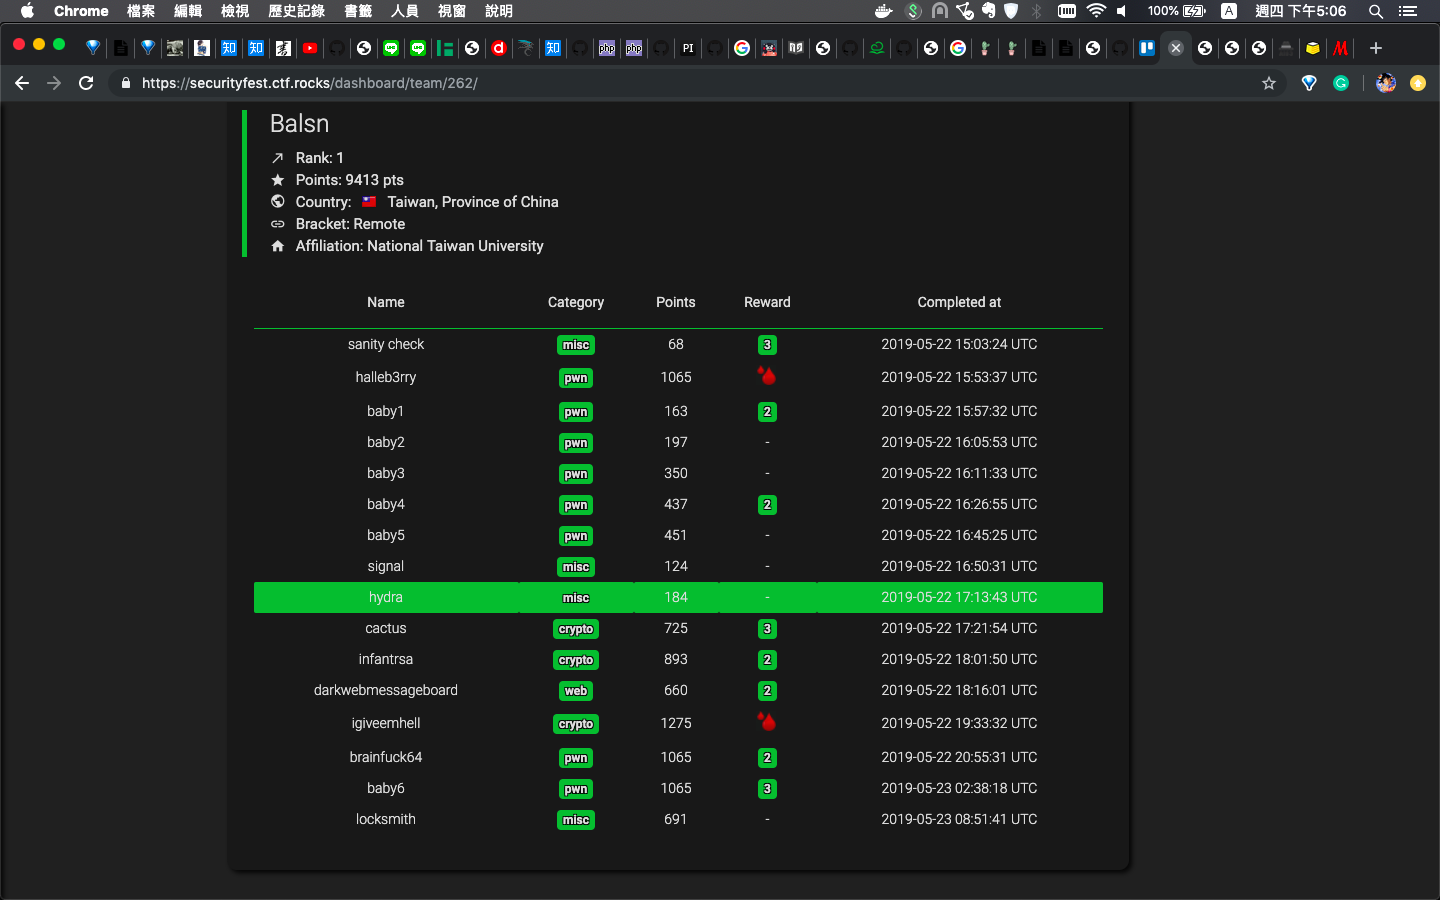 Chrome 檔案 編輯 檢視 歷史記錄 書籤 人員 視窗 說明 100% A 週四 下午5:06
知 知 知 php php PI
https://securityfest.ctf.rocks/dashboard/team/262/
Balsn
Rank: 1
Points: 9413 pts
Country: Taiwan, Province of China
Bracket: Remote
Affiliation: National Taiwan University
Name Category Points Reward Completed at
sanity check misc 68 3 2019-05-22 15:03:24 UTC
halleb3rry pwn 1065 2019-05-22 15:53:37 UTC
baby1 pwn 163 2 2019-05-22 15:57:32 UTC
baby2 pwn 197 - 2019-05-22 16:05:53 UTC
baby3 pwn 350 - 2019-05-22 16:11:33 UTC
baby4 pwn 437 2 2019-05-22 16:26:55 UTC
baby5 pwn 451 - 2019-05-22 16:45:25 UTC
signal misc 124 - 2019-05-22 16:50:31 UTC
hydra misc 184 - 2019-05-22 17:13:43 UTC
cactus crypto 725 3 2019-05-22 17:21:54 UTC
infantrsa crypto 893 2 2019-05-22 18:01:50 UTC
darkwebmessageboard web 660 2 2019-05-22 18:16:01 UTC
igiveemhell crypto 1275 2019-05-22 19:33:32 UTC
brainfuck64 pwn 1065 2 2019-05-22 20:55:31 UTC
baby6 pwn 1065 3 2019-05-23 02:38:18 UTC
locksmith misc 691 - 2019-05-23 08:51:41 UTC